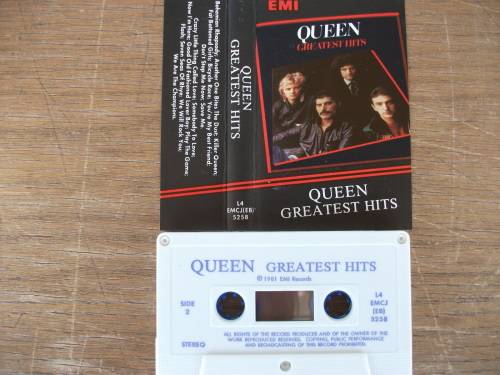 EMI
QUEEN
GREATEST HITS
QUEEN
GREATEST HITS
QUEEN
GREATEST HITS
L4
EMCJ(EB)
5258
Bohemian Rhapsody; Another One Bites The Dust; Killer Queen;
Fat Bottomed Girls; Bicycle Race; You're My Best Friend;
Don't Stop Me Now; Save Me;
Crazy Little Thing Called Love; Somebody To Love;
Now I'm Here; Good Old Fashioned Lover Boy; Play The Game;
Flash; Seven Seas Of Rhye; We Will Rock You;
We Are The Champions.
QUEEN GREATEST HITS
℗ 1981 EMI Records
SIDE
2
STEREO
L4
EMCJ
(EB)
5258
ALL RIGHTS OF THE RECORD PRODUCER AND OF THE OWNER OF THE
WORK REPRODUCED RESERVED. COPYING, PUBLIC PERFORMANCE
AND BROADCASTING OF THIS RECORD PROHIBITED.